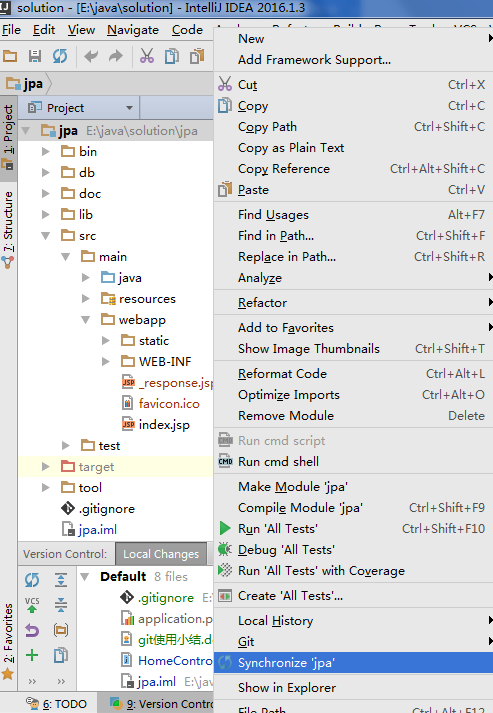 solution - [E:\java\solution] - IntelliJ IDEA 2016.1.3
File Edit View Navigate Code
jpa
Project
1: Project
7: Structure
2: Favorites
jpa E:\java\solution\jpa
bin
db
doc
lib
src
main
java
resources
webapp
static
WEB-INF
_response.jsp
favicon.ico
index.jsp
test
target
tool
.gitignore
jpa.iml
Version Control: Local Changes
Default 8 files
.gitignore E:
application.p
git使用小结.d
HomeContro
jpa.iml E:\java
6: TODO
9: Version Contr
New
Add Framework Support...
Cut Ctrl+X
Copy Ctrl+C
Copy Path Ctrl+Shift+C
Copy as Plain Text
Copy Reference Ctrl+Alt+Shift+C
Paste Ctrl+V
Find Usages Alt+F7
Find in Path... Ctrl+Shift+F
Replace in Path... Ctrl+Shift+R
Analyze
Refactor
Add to Favorites
Show Image Thumbnails Ctrl+Shift+T
Reformat Code Ctrl+Alt+L
Optimize Imports Ctrl+Alt+O
Remove Module Delete
Run cmd script
Run cmd shell
Make Module 'jpa'
Compile Module 'jpa' Ctrl+Shift+F9
Run 'All Tests' Ctrl+Shift+F10
Debug 'All Tests'
Run 'All Tests' with Coverage
Create 'All Tests'...
Local History
Git
Synchronize 'jpa'
Show in Explorer
File Path Ctrl+Alt+F12